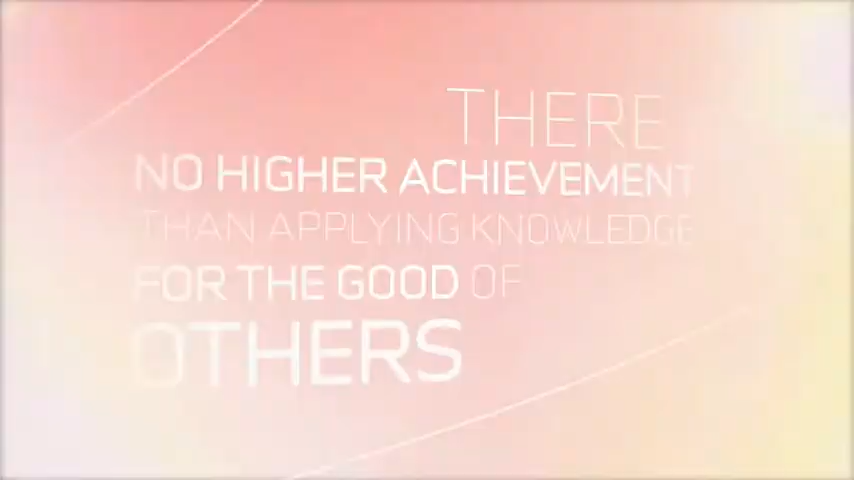 THERE
NO HIGHER ACHIEVEMENT
THAN APPLYING KNOWLEDGE
FOR THE GOOD OF
OTHERS